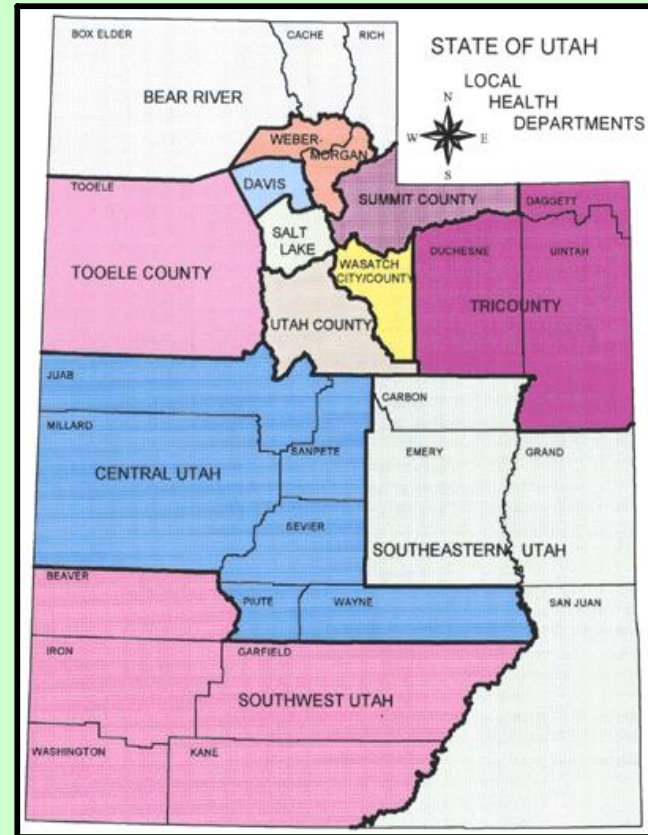 BOX ELDER
CACHE
RICH
STATE OF UTAH
LOCAL
HEALTH
DEPARTMENTS
N
W
E
S
BEAR RIVER
WEBER-
MORGAN
TOOELE
DAVIS
SUMMIT COUNTY
DAGGETT
SALT
LAKE
DUCHESNE
UINTAH
TOOELE COUNTY
WASATCH
CITY/COUNTY
TRICOUNTY
UTAH COUNTY
JUAB
CARBON
MILLARD
SANPETE
EMERY
GRAND
CENTRAL UTAH
SEVIER
SOUTHEASTERN UTAH
BEAVER
PIUTE
WAYNE
SAN JUAN
IRON
GARFIELD
SOUTHWEST UTAH
WASHINGTON
KANE